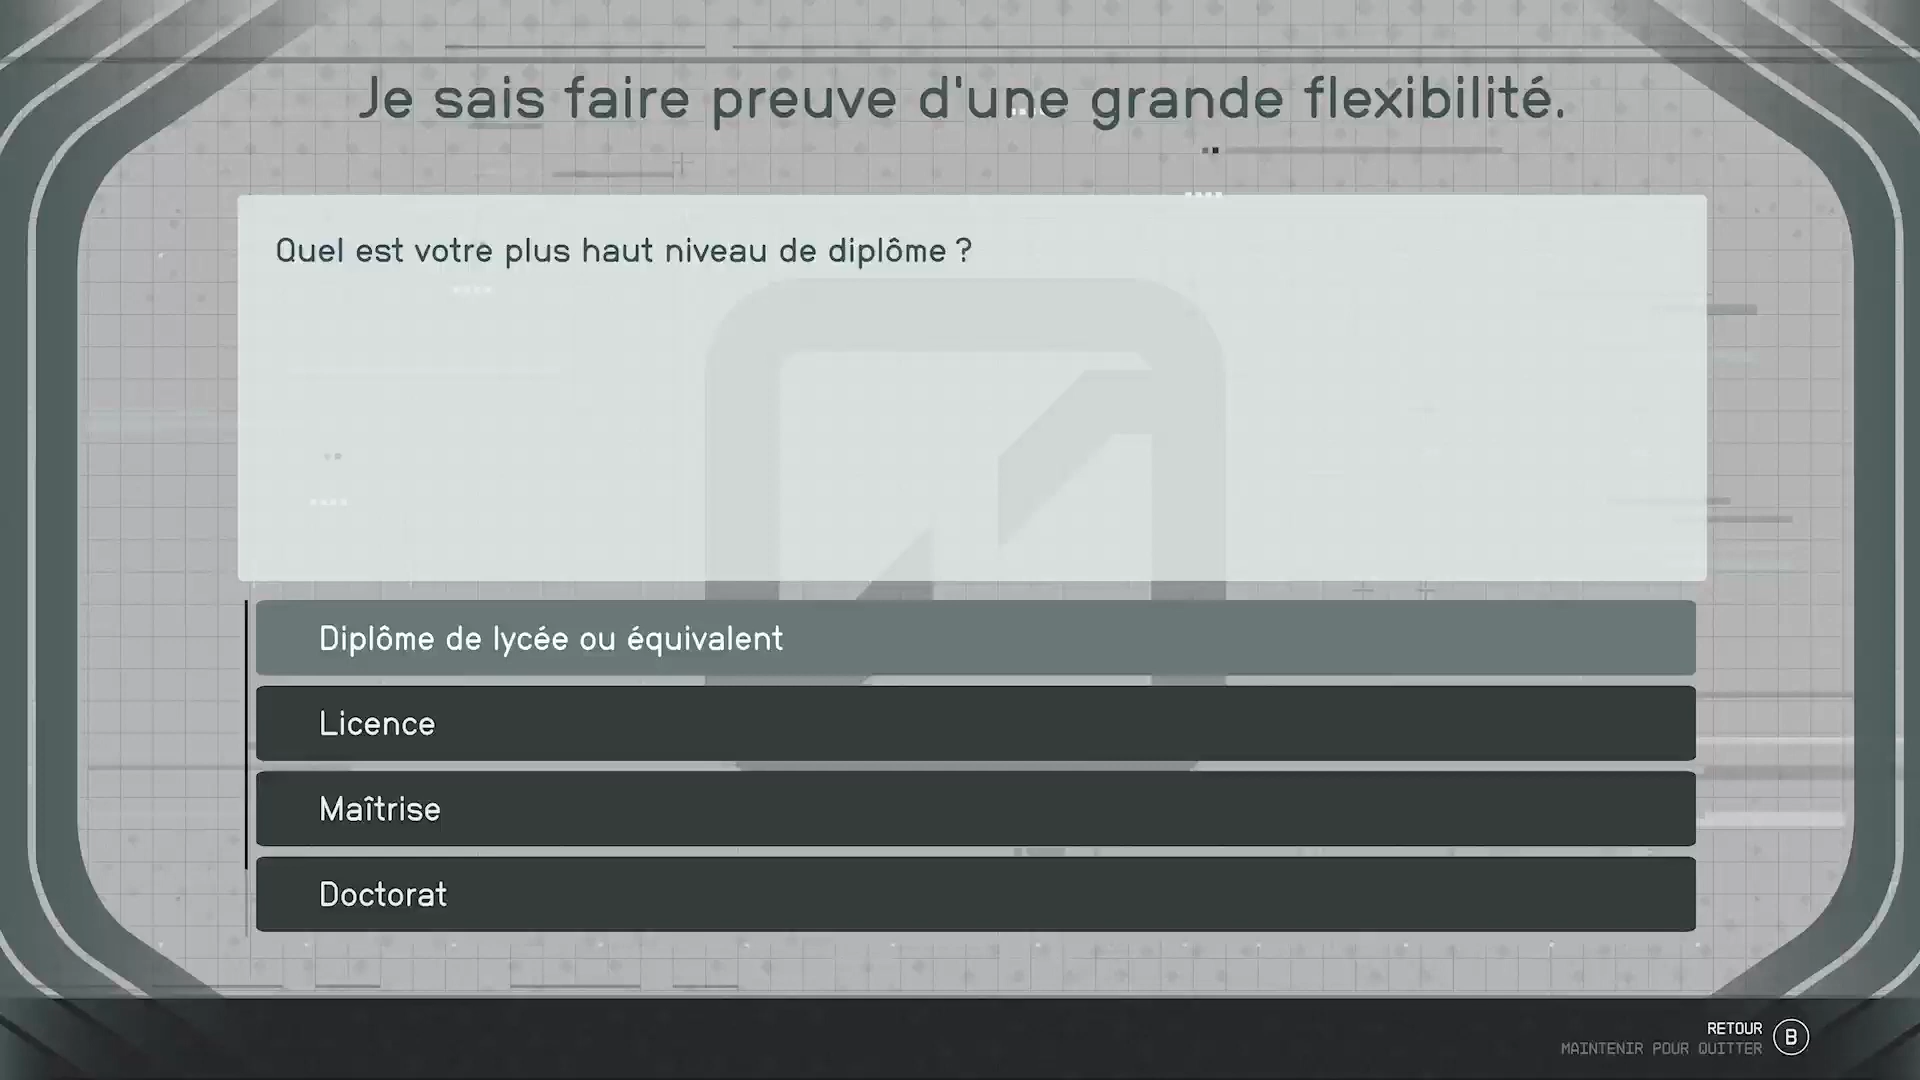 Je sais faire preuve d'une grande flexibilité.
Quel est votre plus haut niveau de diplôme ?
Diplôme de lycée ou équivalent
Licence
Maîtrise
Doctorat
RETOUR
B
MAINTENIR POUR QUITTER